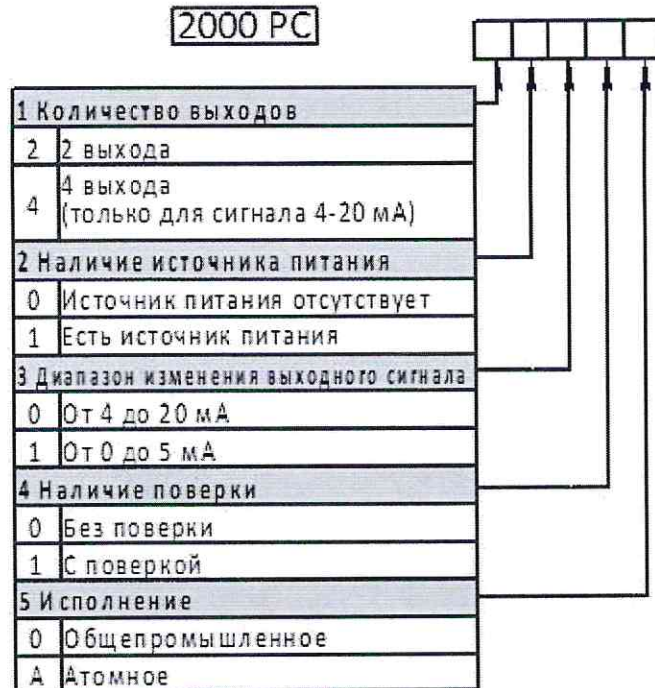 2000 РС
1 Количество выходов
2 2 выхода
4 4 выхода
(только для сигнала 4-20 мА)
2 Наличие источника питания
0 Источник питания отсутствует
1 Есть источник питания
3 Диапазон изменения выходного сигнала
0 От 4 до 20 мА
1 От 0 до 5 мА
4 Наличие поверки
0 Без поверки
1 С поверкой
5 Исполнение
0 Общепромышленное
А Атомное